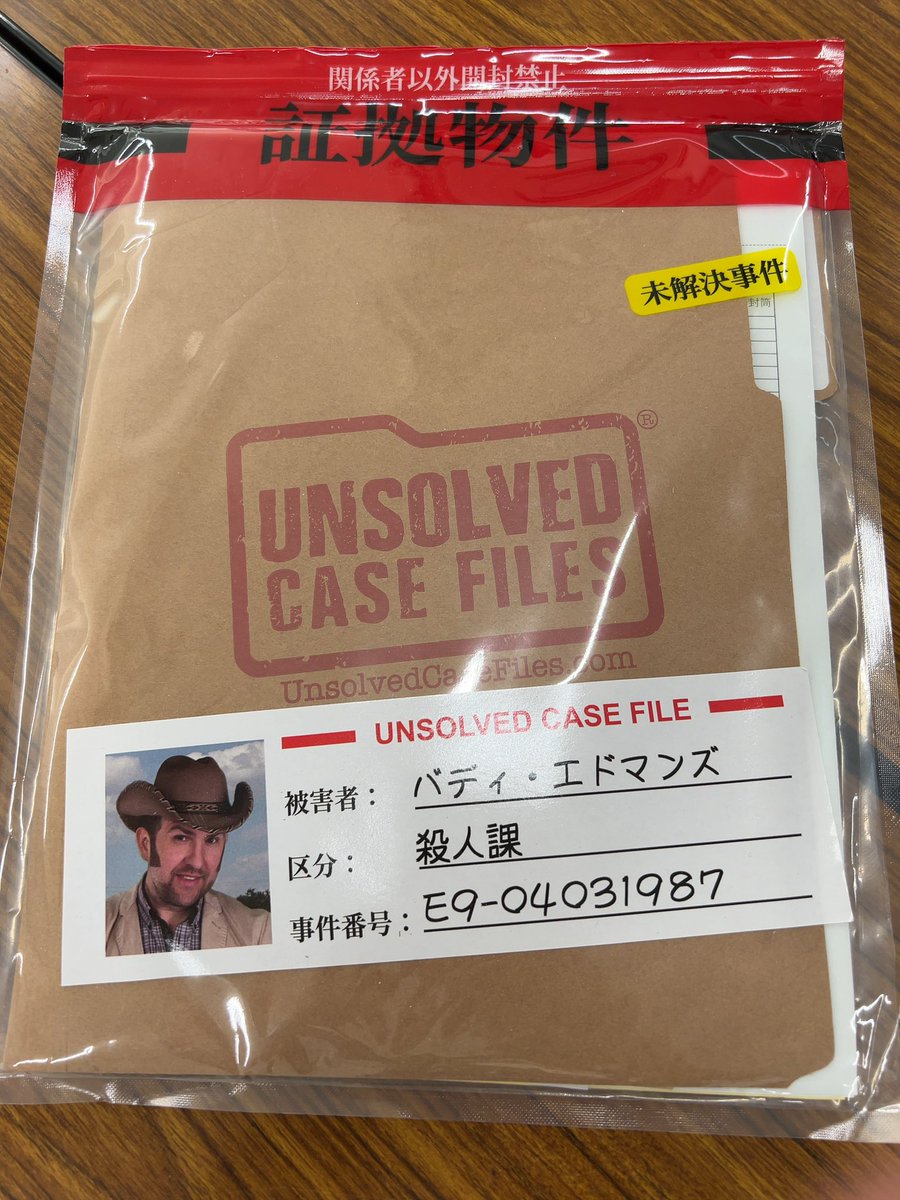 関係者以外開封禁止
証拠物件
未解決事件
封筒
UNSOLVED
CASE FILES
®
UnsolvedCaseFiles.com
UNSOLVED CASE FILE
被害者: バディ・エドマンズ
区分: 殺人課
事件番号: E9-04031987